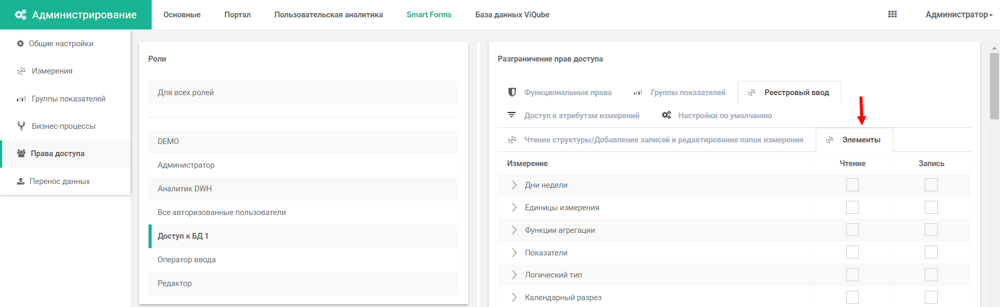 Администрирование
Основные
Портал
Пользовательская аналитика
Smart Forms
База данных ViQube
Администратор
Общие настройки
Измерения
Группы показателей
Бизнес-процессы
Права доступа
Перенос данных
Роли
Для всех ролей
DEMO
Администратор
Аналитик DWH
Все авторизованные пользователи
Доступ к БД 1
Оператор ввода
Редактор
Разграничение прав доступа
Функциональные права
Группы показателей
Реестровый ввод
Доступ к атрибутам измерений
Настройки по умолчанию
Чтение структуры/Добавление записей и редактирование папок измерения
Элементы
Измерение
Чтение
Запись
Дни недели
Единицы измерения
Функции агрегации
Показатели
Логический тип
Календарный разрез